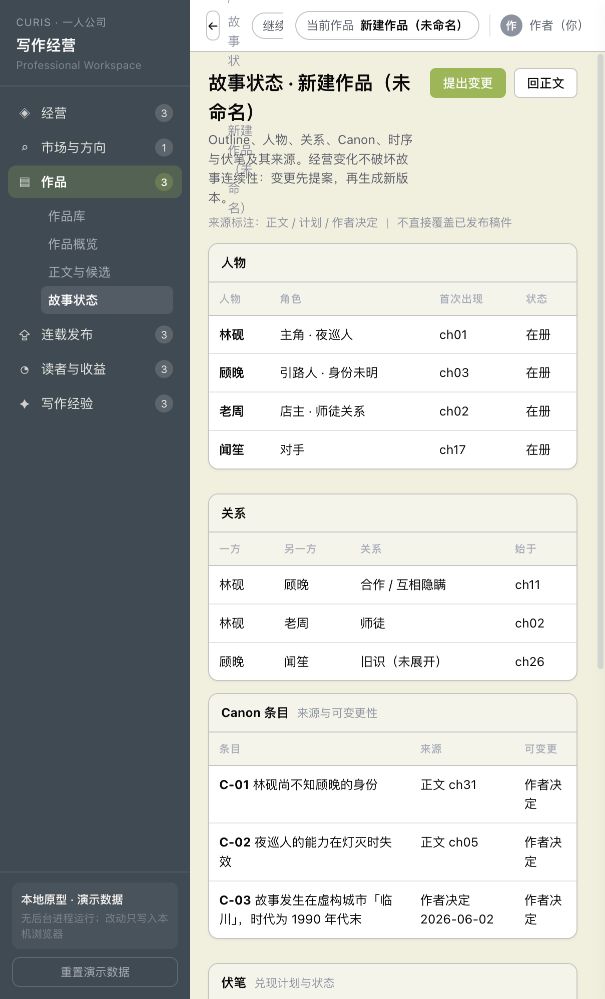 CURIS · 一人公司
写作经营
Professional Workspace
经营 3
市场与方向 1
作品 3
作品库
作品概览
正文与候选
故事状态
连载发布 3
读者与收益 3
写作经验 3
本地原型 · 演示数据
无后台进程运行；改动只写入本
机浏览器
重置演示数据
←
/
故
事
状
新建
作品
（未
命
名）
继续
当前作品 新建作品（未命名）
作 作者（你）
故事状态 · 新建作品（未
命名）
提出变更
回正文
Outline、人物、关系、Canon、时序
与伏笔及其来源。经营变化不破坏故
事连续性：变更先提案，再生成新版
本。
来源标注：正文 / 计划 / 作者决定 ｜ 不直接覆盖已发布稿件
人物
人物 角色 首次出现 状态
林砚 主角 · 夜巡人 ch01 在册
顾晚 引路人 · 身份未明 ch03 在册
老周 店主 · 师徒关系 ch02 在册
闻笙 对手 ch17 在册
关系
一方 另一方 关系 始于
林砚 顾晚 合作 / 互相隐瞒 ch11
林砚 老周 师徒 ch02
顾晚 闻笙 旧识（未展开） ch26
Canon 条目 来源与可变更性
条目 来源 可变更
C-01 林砚尚不知顾晚的身份 正文 ch31 作者决
定
C-02 夜巡人的能力在灯灭时失 正文 ch05 作者决
效 定
C-03 故事发生在虚构城市「临 作者决定 作者决
川」，时代为 1990 年代末 2026-06-02 定
伏笔 兑现计划与状态